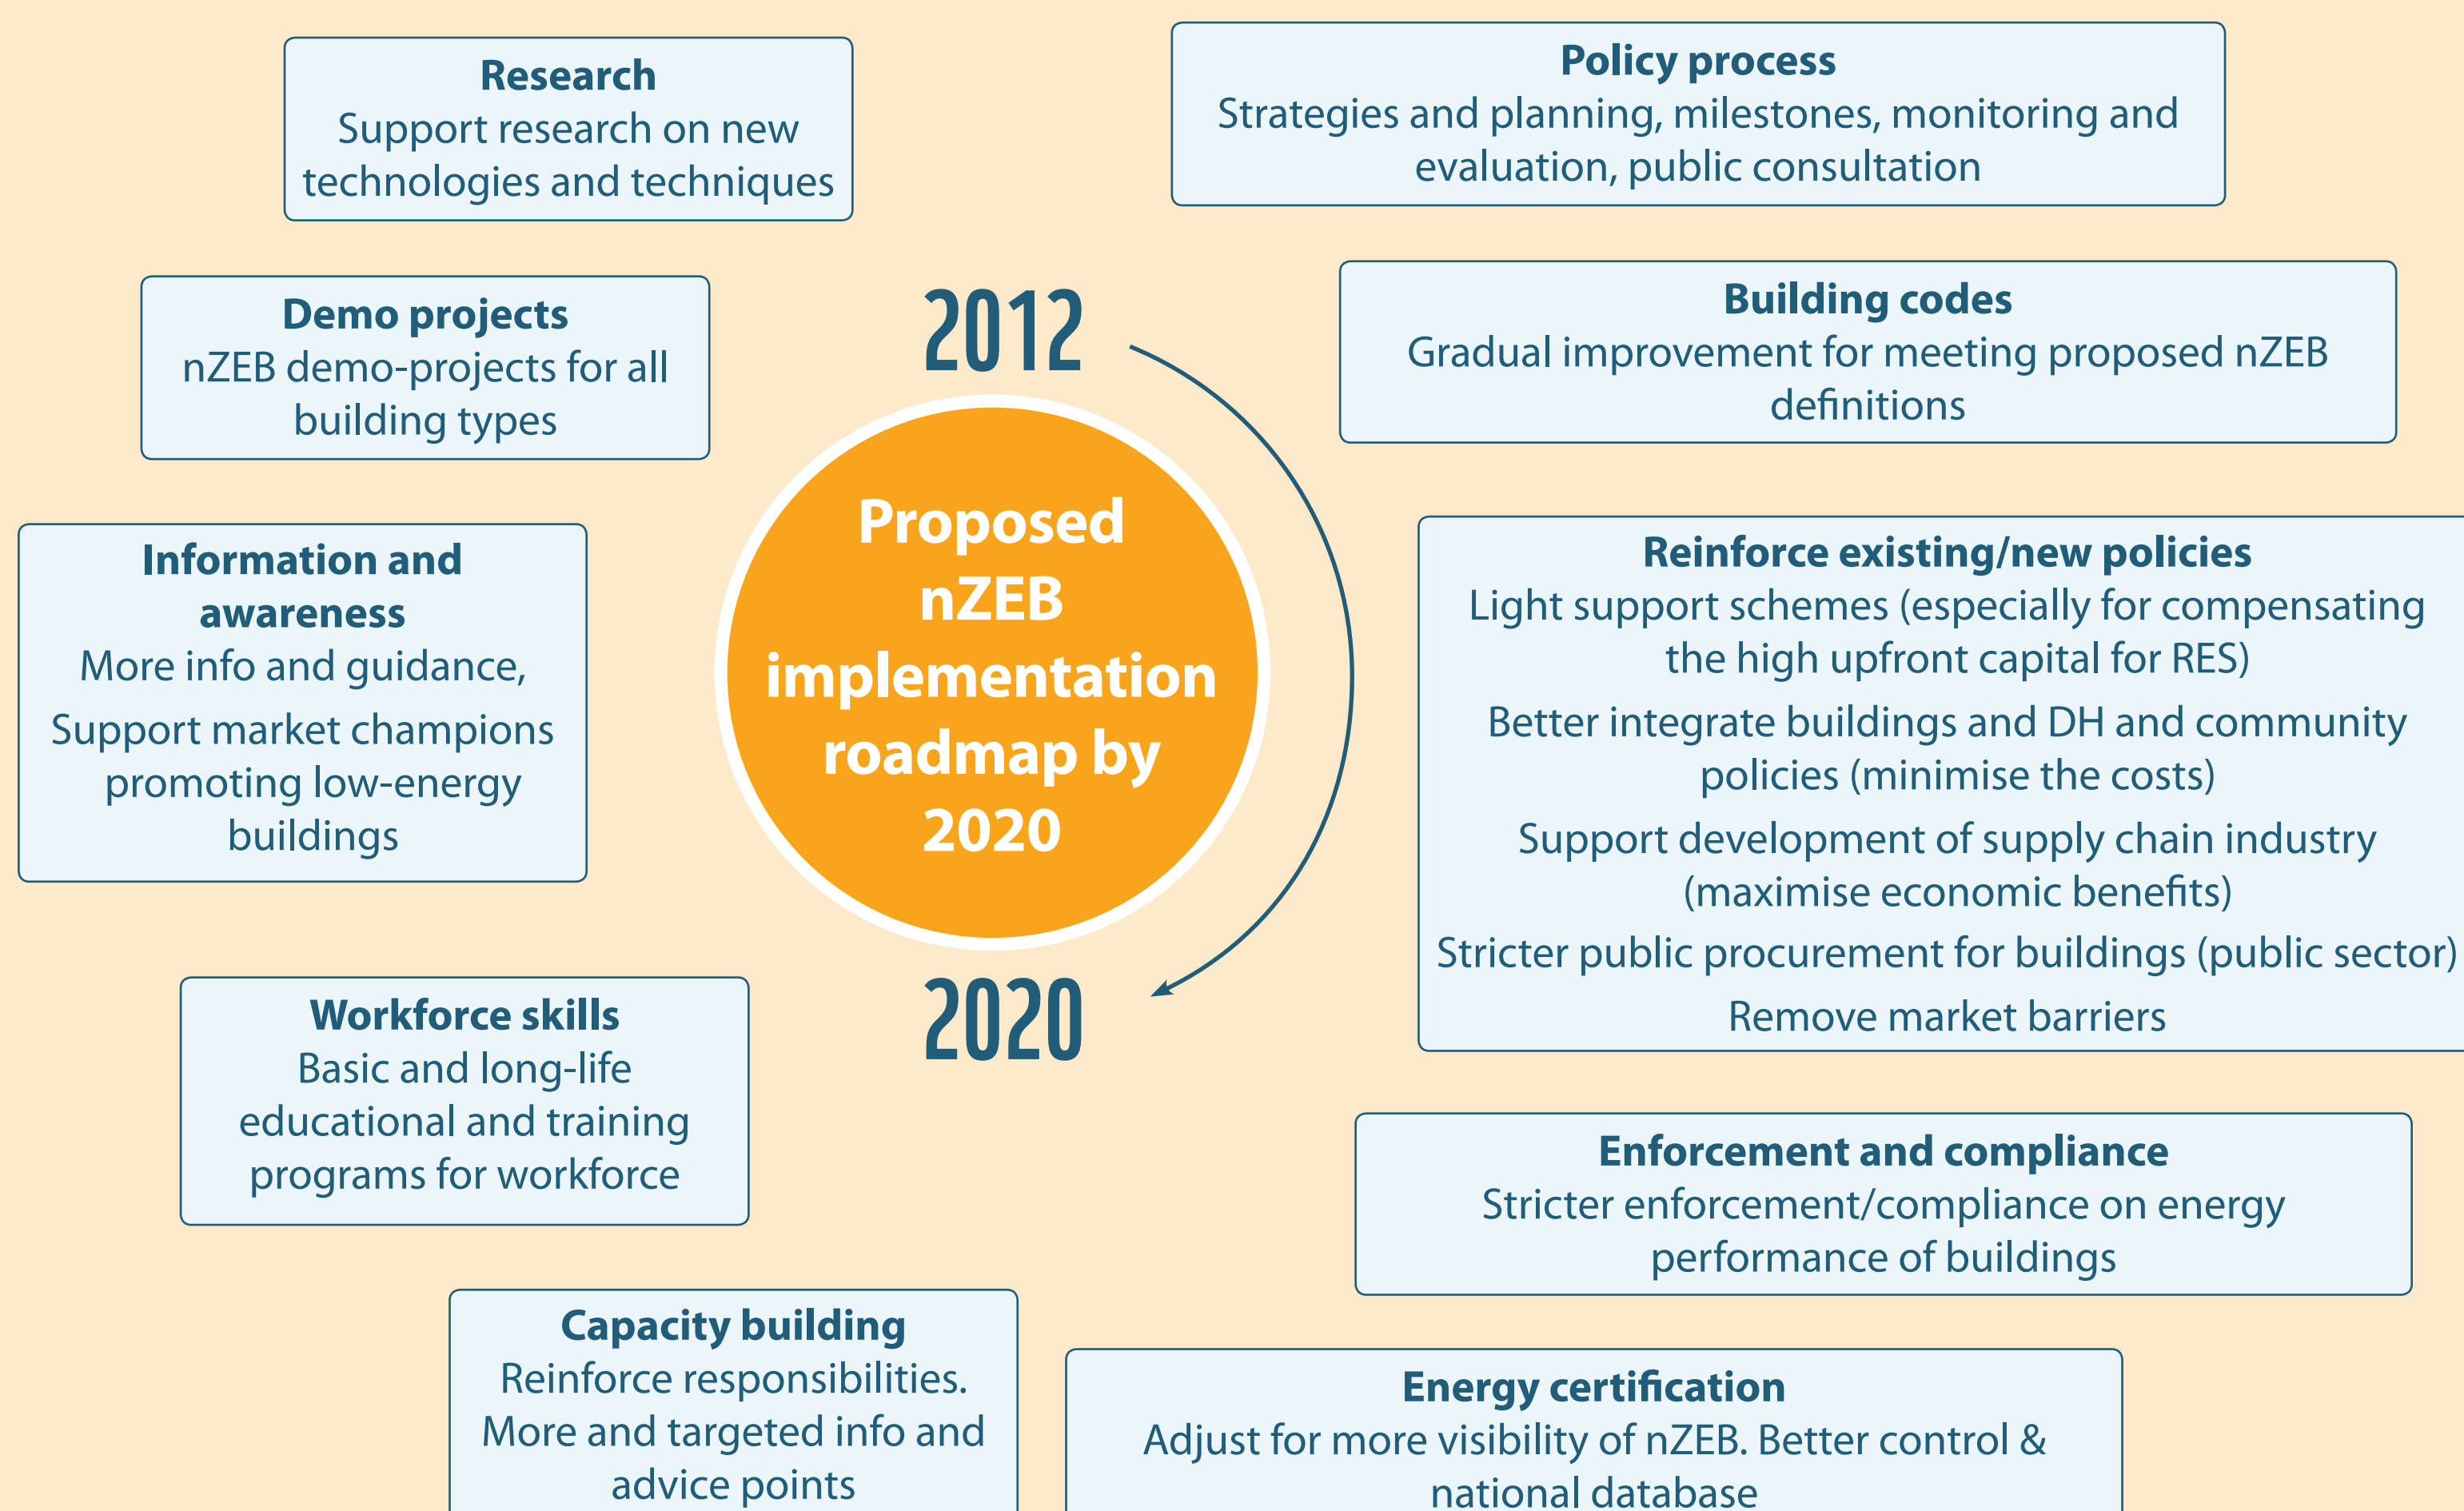 Research
Support research on new
technologies and techniques
Policy process
Strategies and planning, milestones, monitoring and
evaluation, public consultation
Demo projects
nZEB demo-projects for all
building types
2012
Building codes
Gradual improvement for meeting proposed nZEB
definitions
Information and
awareness
More info and guidance,
Support market champions
promoting low-energy
buildings
Proposed
nZEB
implementation
roadmap by
2020
Reinforce existing/new policies
Light support schemes (especially for compensating
the high upfront capital for RES)
Better integrate buildings and DH and community
policies (minimise the costs)
Support development of supply chain industry
(maximise economic benefits)
Stricter public procurement for buildings (public sector)
Remove market barriers
2020
Workforce skills
Basic and long-life
educational and training
programs for workforce
Enforcement and compliance
Stricter enforcement/compliance on energy
performance of buildings
Capacity building
Reinforce responsibilities.
More and targeted info and
advice points
Energy certification
Adjust for more visibility of nZEB. Better control &
national database